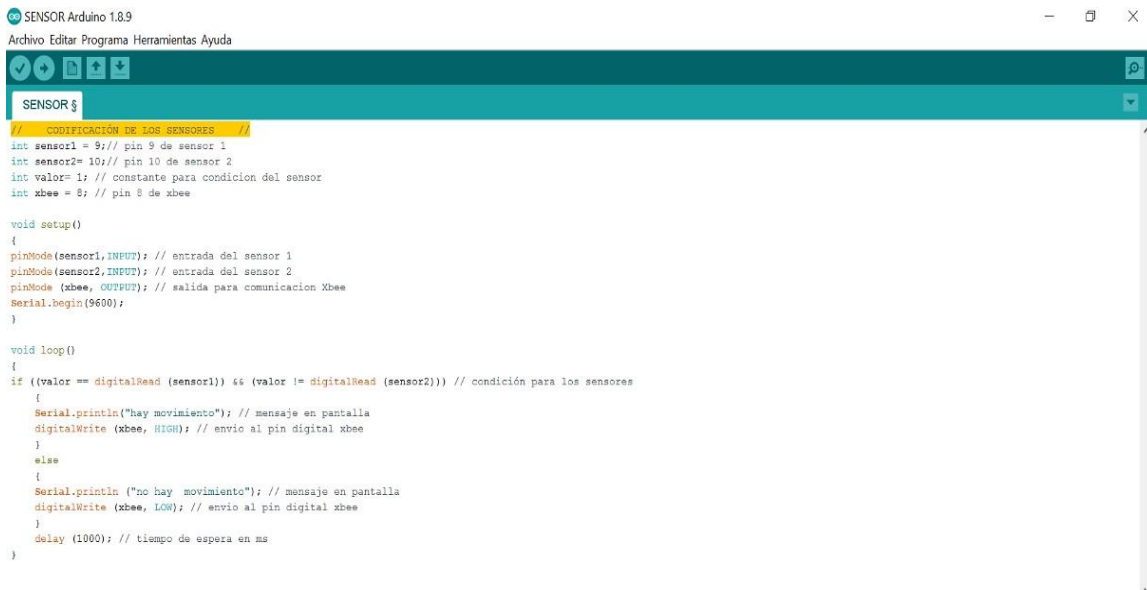 SENSOR Arduino 1.8.9
Archivo Editar Programa Herramientas Ayuda
SENSOR §
// CODIFICACIÓN DE LOS SENSORES //
int sensor1 = 9;// pin 9 de sensor 1
int sensor2= 10;// pin 10 de sensor 2
int valor= 1; // constante para condicion del sensor
int xbee = 8; // pin 8 de xbee
void setup()
{
pinMode(sensor1,INPUT); // entrada del sensor 1
pinMode(sensor2,INPUT); // entrada del sensor 2
pinMode (xbee, OUTPUT); // salida para comunicacion Xbee
Serial.begin(9600);
}
void loop()
{
if ((valor == digitalRead (sensor1)) && (valor != digitalRead (sensor2))) // condición para los sensores
{
Serial.println("hay movimiento"); // mensaje en pantalla
digitalWrite (xbee, HIGH); // envio al pin digital xbee
}
else
{
Serial.println ("no hay  movimiento"); // mensaje en pantalla
digitalWrite (xbee, LOW); // envio al pin digital xbee
}
delay (1000); // tiempo de espera en ms
}